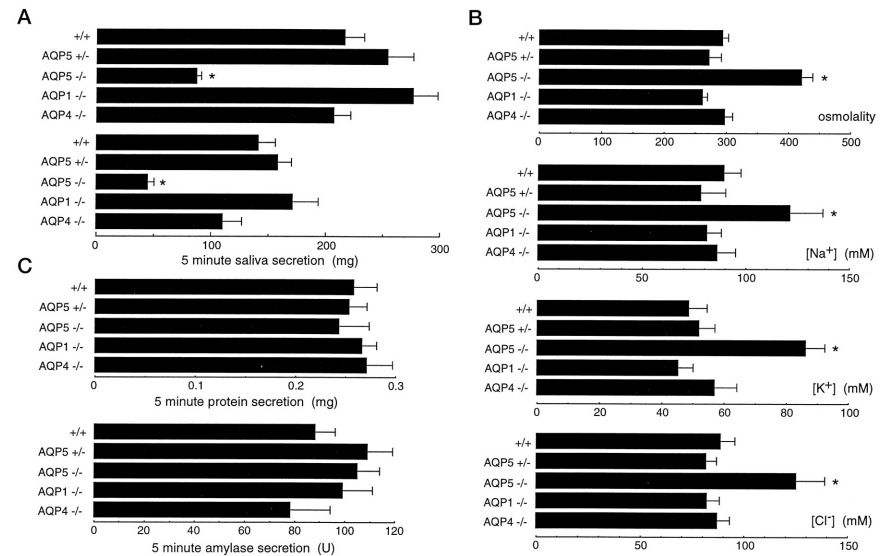 A
+/+
AQP5 +/-
AQP5 -/-
*
AQP1 -/-
AQP4 -/-
+/+
AQP5 +/-
AQP5 -/-
*
AQP1 -/-
AQP4 -/-
0 100 200 300
5 minute saliva secretion (mg)
C
+/+
AQP5 +/-
AQP5 -/-
AQP1 -/-
AQP4 -/-
0 0.1 0.2 0.3
5 minute protein secretion (mg)
+/+
AQP5 +/-
AQP5 -/-
AQP1 -/-
AQP4 -/-
0 20 40 60 80 100 120
5 minute amylase secretion (U)
B
+/+
AQP5 +/-
AQP5 -/-
*
AQP1 -/-
AQP4 -/-
osmolality
0 100 200 300 400 500
+/+
AQP5 +/-
AQP5 -/-
*
AQP1 -/-
AQP4 -/-
[Na⁺] (mM)
0 50 100 150
+/+
AQP5 +/-
AQP5 -/-
*
AQP1 -/-
AQP4 -/-
[K⁺] (mM)
0 20 40 60 80 100
+/+
AQP5 +/-
AQP5 -/-
*
AQP1 -/-
AQP4 -/-
[Cl⁻] (mM)
0 50 100 150